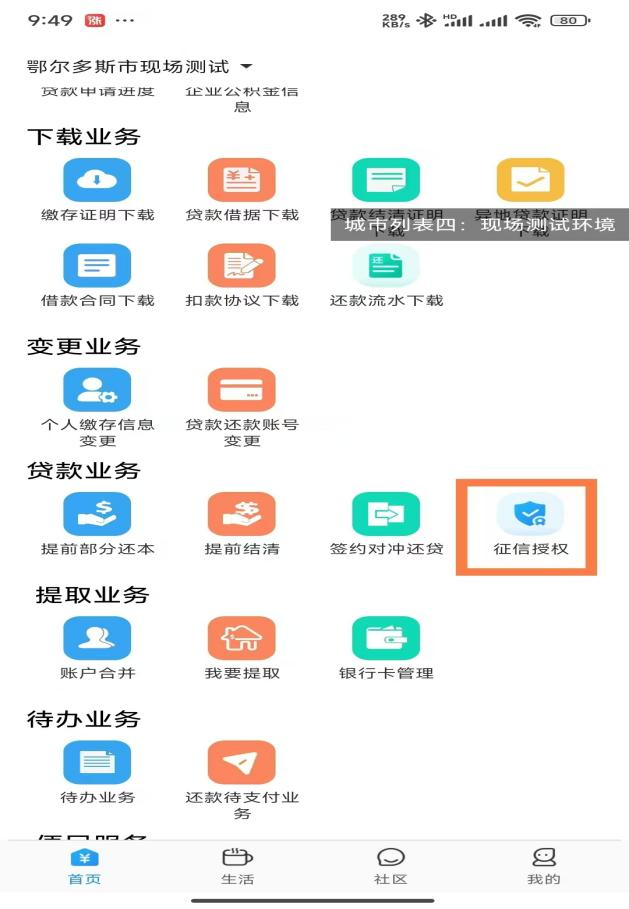 9:49 涨 ··· 289 KB/s HD 80
鄂尔多斯市现场测试
贷款申请进度 企业公积金信
息
下载业务
缴存证明下载 贷款借据下载 贷款结清证明 异地贷款证明
下载 下载
城市列表四：现场测试环境
借款合同下载 扣款协议下载 还款流水下载
变更业务
个人缴存信息 贷款还款账号
变更 变更
贷款业务
提前部分还本 提前结清 签约对冲还贷 征信授权
提取业务
账户合并 我要提取 银行卡管理
待办业务
待办业务 还款待支付业
务
首页 生活 社区 我的